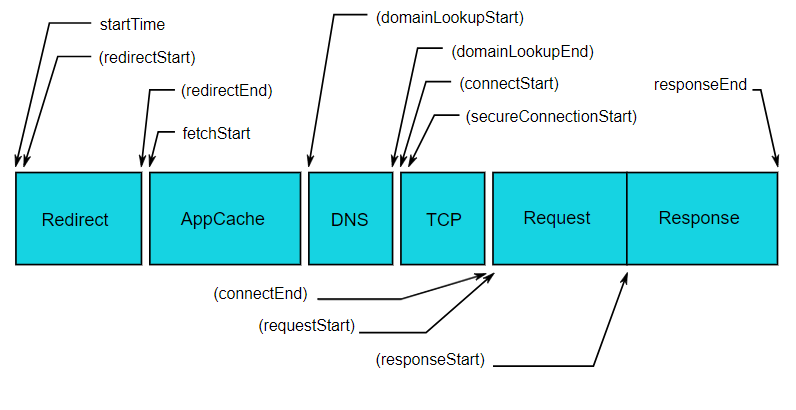 startTime
(redirectStart)
(redirectEnd)
fetchStart
(domainLookupStart)
(domainLookupEnd)
(connectStart)
(secureConnectionStart)
responseEnd
Redirect
AppCache
DNS
TCP
Request
Response
(connectEnd)
(requestStart)
(responseStart)